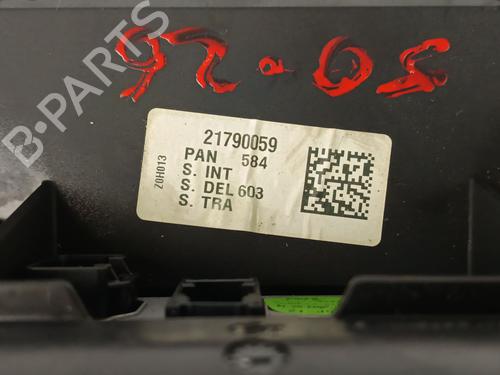 92-05
B-PARTS
21790059
PAN 584
S. INT
S. DEL 603
S. TRA
Z0H013